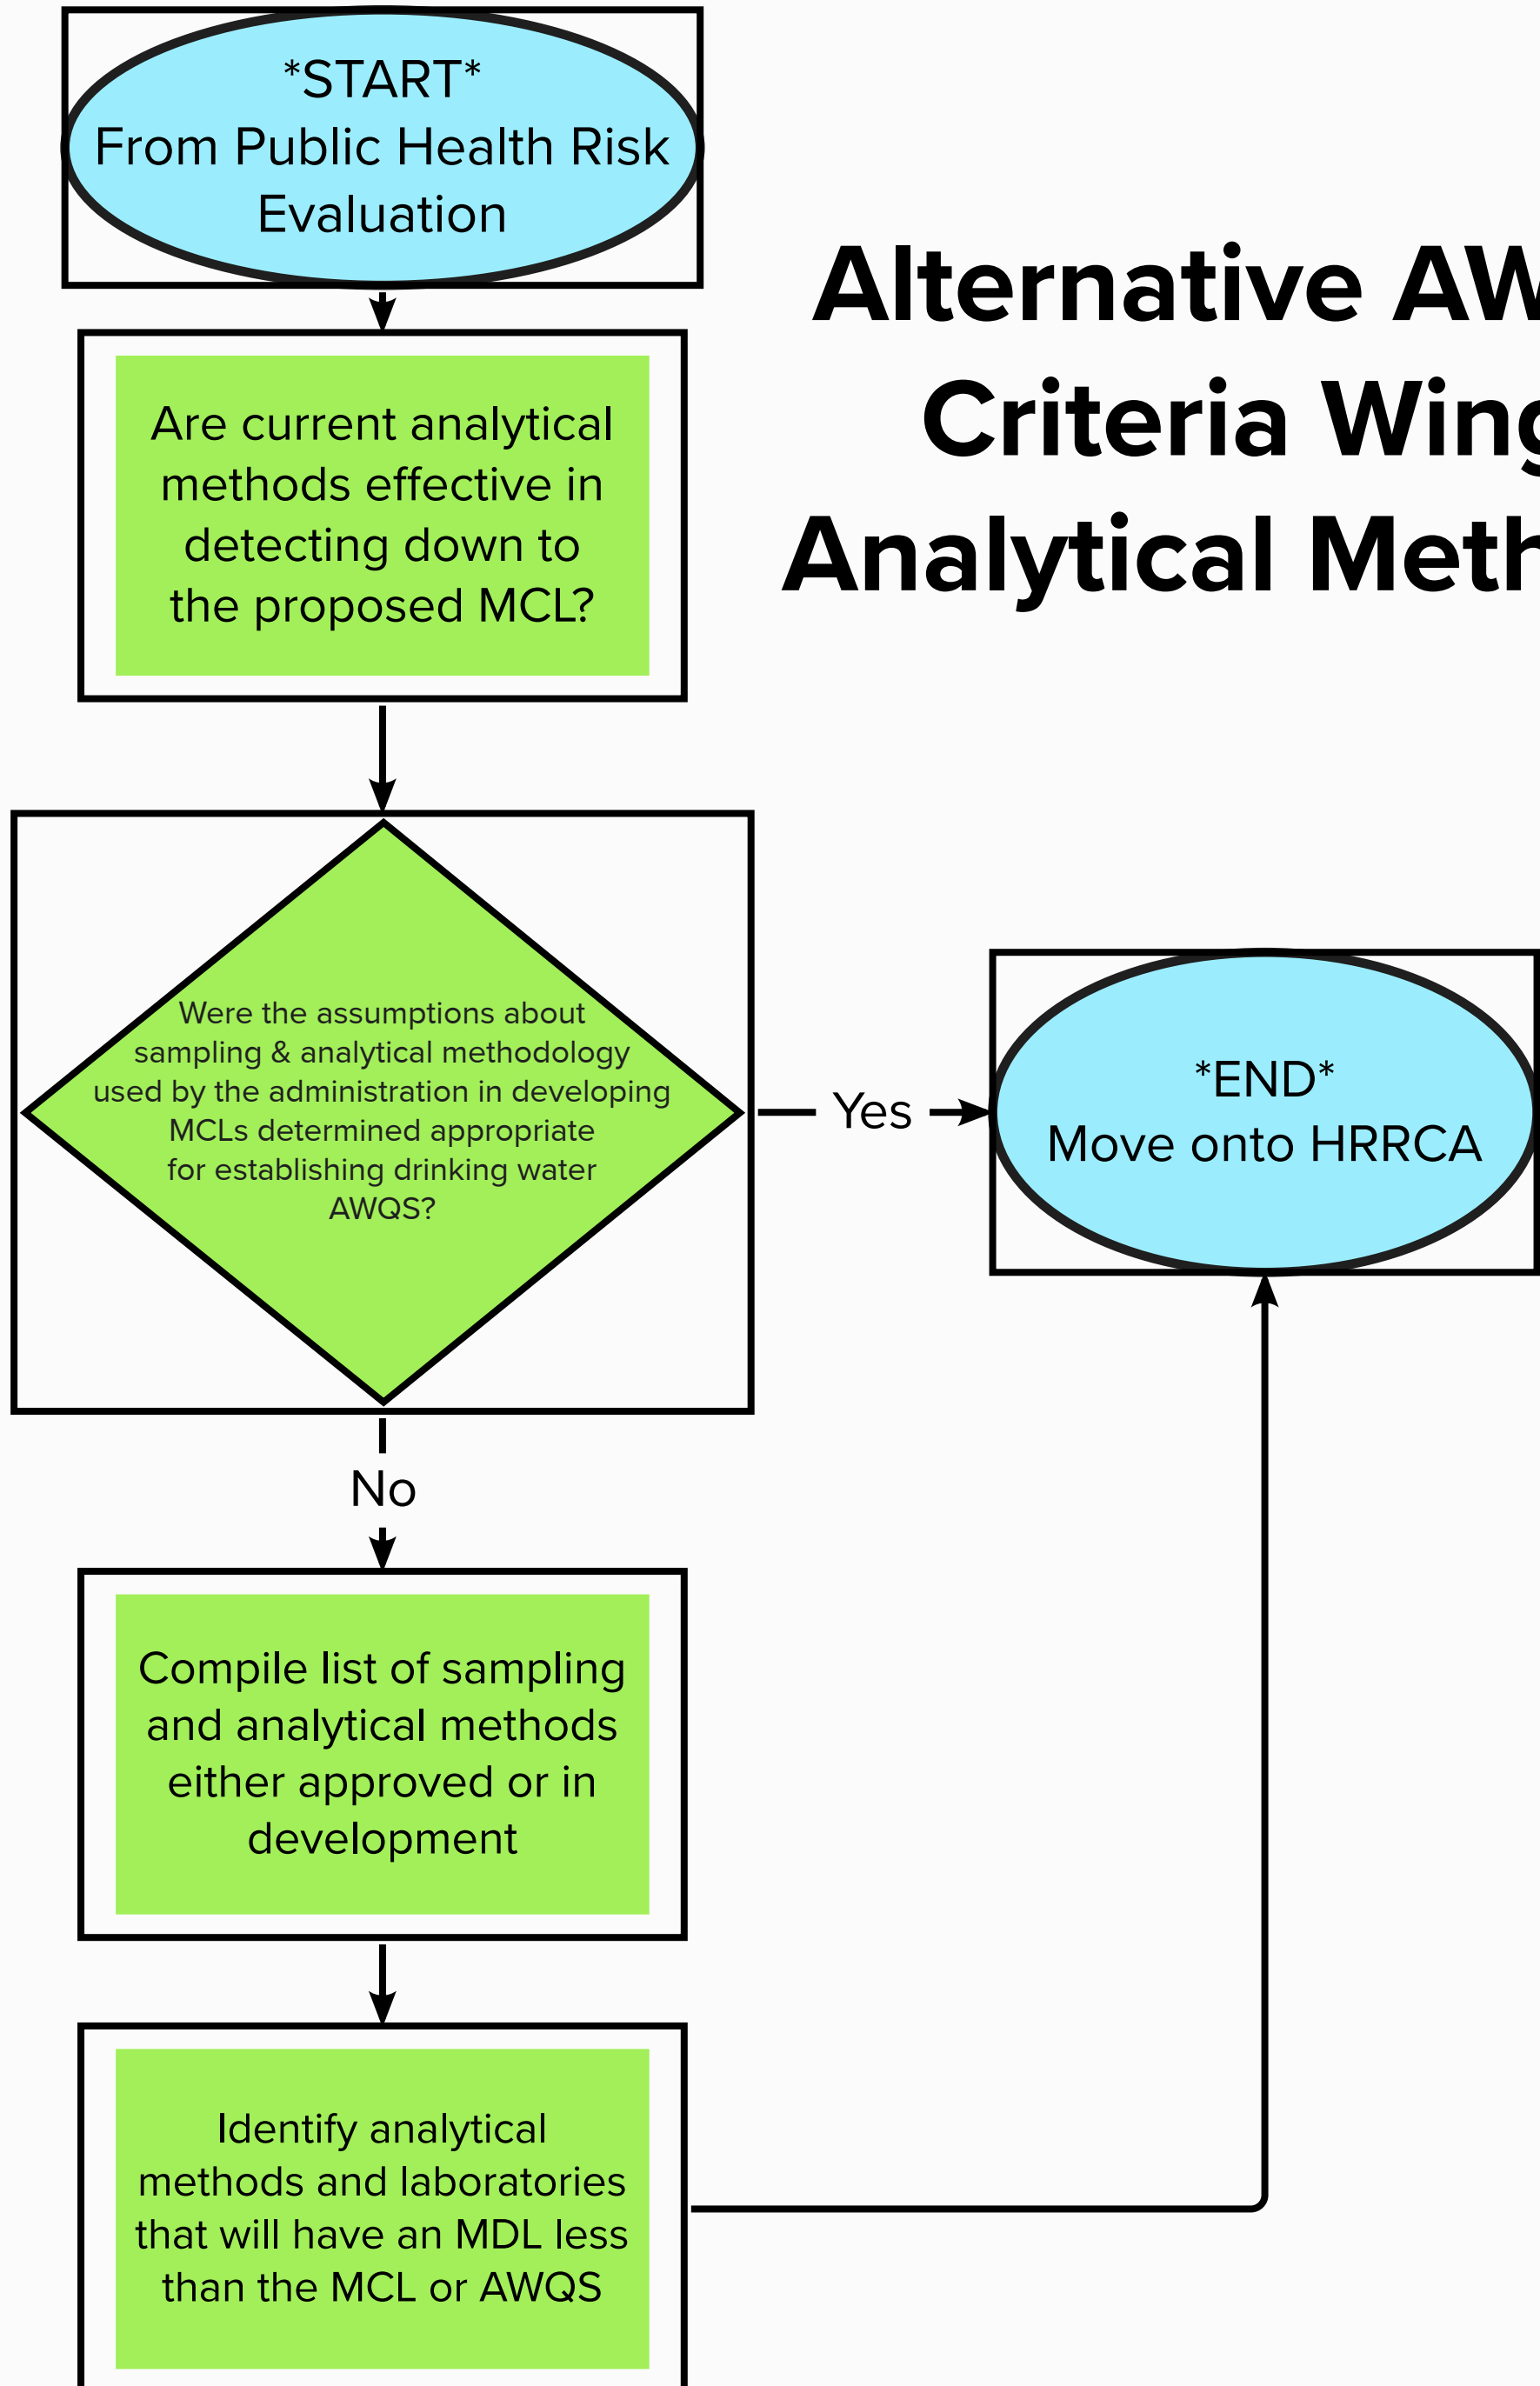 *START*
From Public Health Risk
Evaluation
Alternative AW
Criteria Wing
Analytical Meth
Are current analytical
methods effective in
detecting down to
the proposed MCL?
Were the assumptions about
sampling & analytical methodology
used by the administration in developing
MCLs determined appropriate
for establishing drinking water
AWQS?
Yes
*END*
Move onto HRRCA
No
Compile list of sampling
and analytical methods
either approved or in
development
Identify analytical
methods and laboratories
that will have an MDL less
than the MCL or AWQS